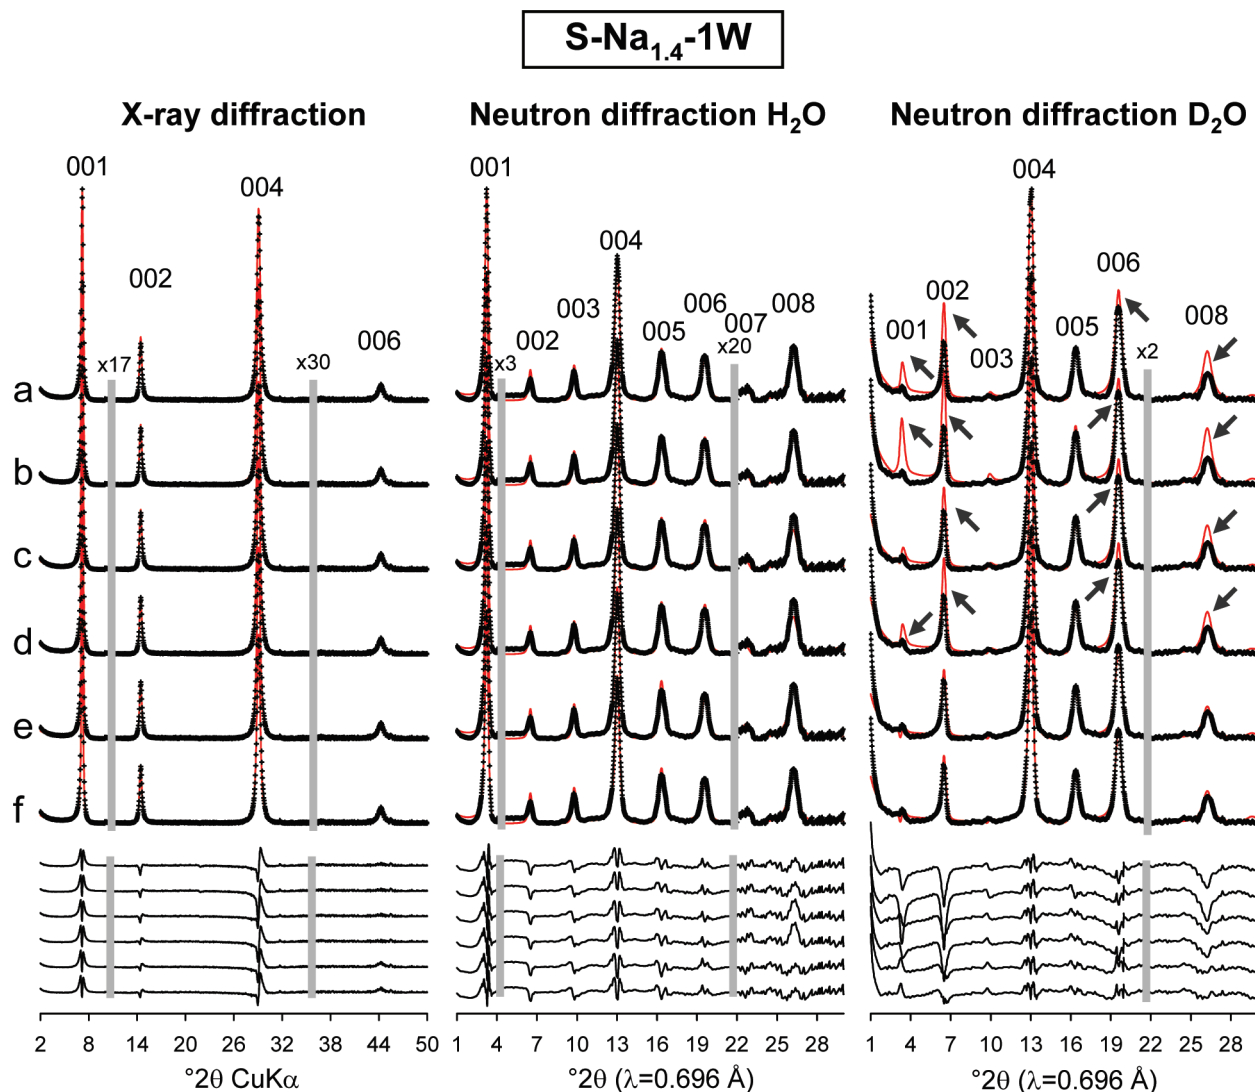 S-Na1.4-1W
X-ray diffraction
001
002
004
006
x17
x30
Neutron diffraction H2O
001
002
003
004
005
006
007
008
x3
x20
Neutron diffraction D2O
001
002
003
004
005
006
008
x2
a
b
c
d
e
f
2 8 14 20 26 32 38 44 50
°2θ CuKα
1 4 7 10 13 16 19 22 25 28
°2θ (λ=0.696 Å)
1 4 7 10 13 16 19 22 25 28
°2θ (λ=0.696 Å)